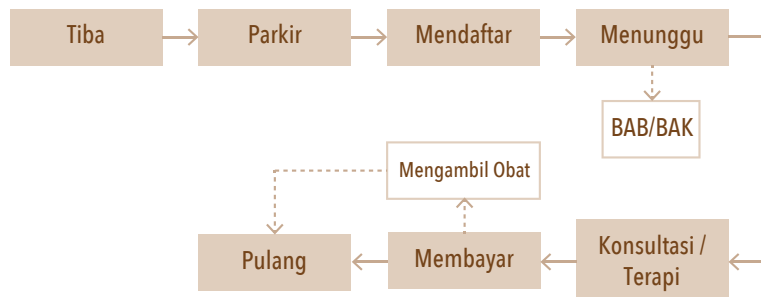 Tiba
Parkir
Mendaftar
Menunggu
BAB/BAK
Mengambil Obat
Konsultasi /
Terapi
Membayar
Pulang